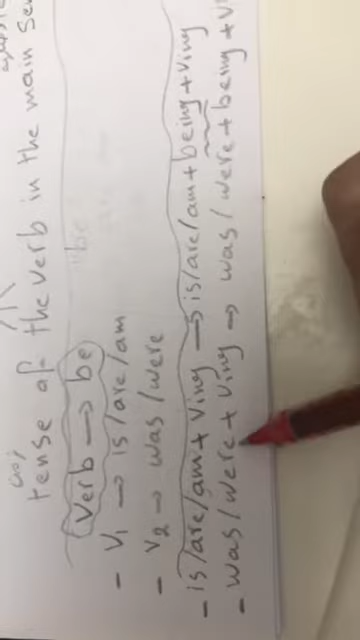 tense of the verb in the main se
Verb → be
- V1 → is/are/am
- V2 → was/were
- is/are/am + Ving → is/are/am + being + Ving
- was/were + Ving → was/were + being + V